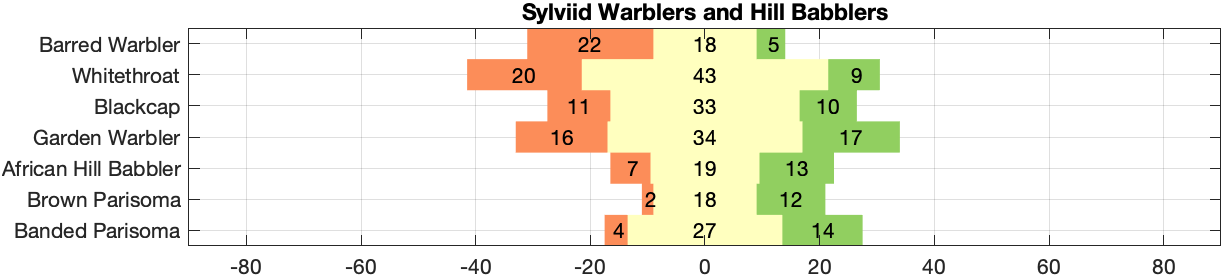 Sylviid Warblers and Hill Babblers
Barred Warbler 22 18 5
Whitethroat 20 43 9
Blackcap 11 33 10
Garden Warbler 16 34 17
African Hill Babbler 7 19 13
Brown Parisoma 2 18 12
Banded Parisoma 4 27 14
-80 -60 -40 -20 0 20 40 60 80